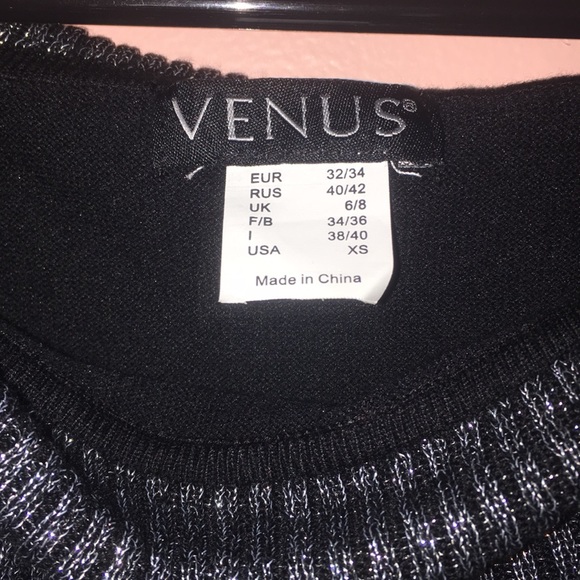 VENUS®
EUR 32/34
RUS 40/42
UK 6/8
F/B 34/36
I 38/40
USA XS
Made in China